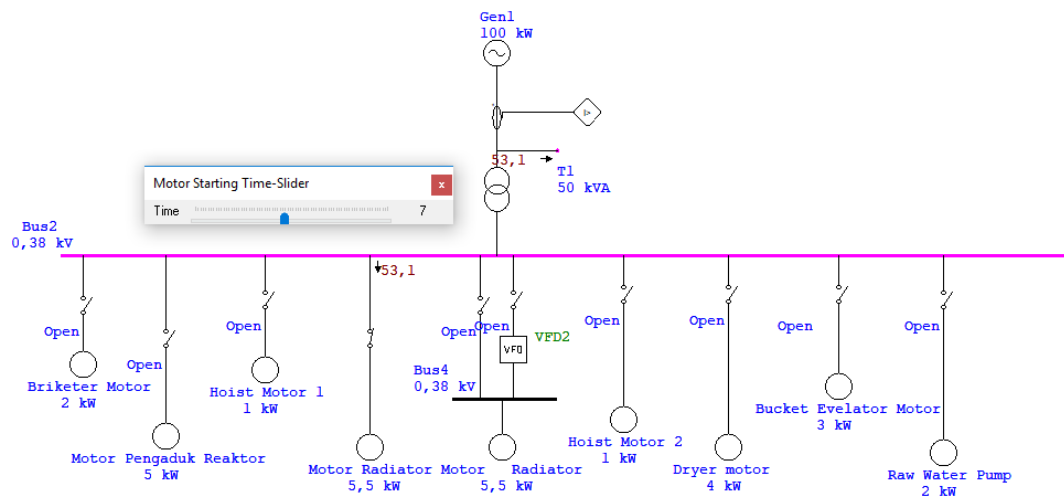 Gen1
100 kW
I>
53,1
T1
50 kVA
Motor Starting Time-Slider
x
Time
7
Bus2
0,38 kV
53,1
Open
Open
Open
Open
Open
Open
Open
Open
Open
VFD2
VFD
Bus4
0,38 kV
Briketer Motor
2 kW
Hoist Motor 1
1 kW
Motor Pengaduk Reaktor
5 kW
Motor Radiator
5,5 kW
Motor Radiator
5,5 kW
Hoist Motor 2
1 kW
Dryer motor
4 kW
Bucket Evelator Motor
3 kW
Raw Water Pump
2 kW